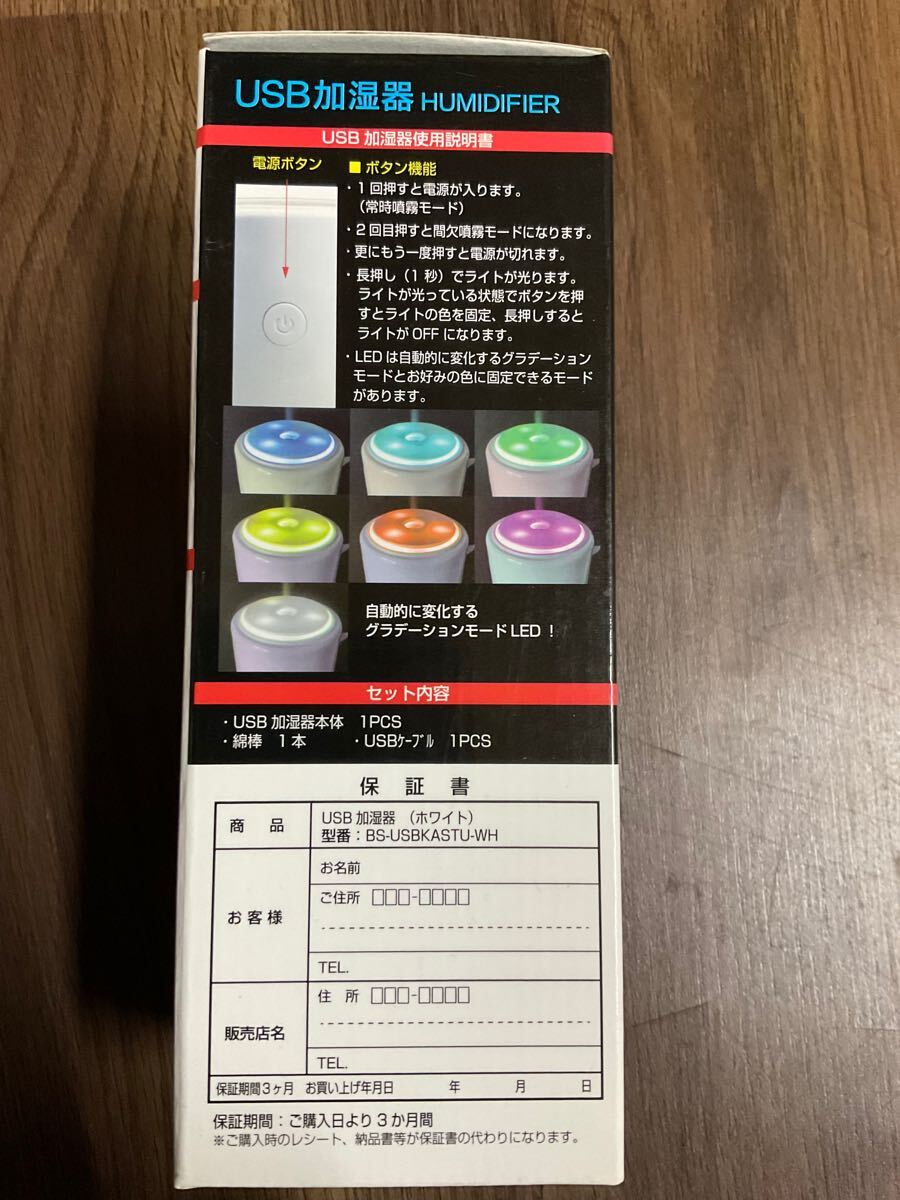 USB加湿器 HUMIDIFIER
USB 加湿器使用説明書
電源ボタン
■ ボタン機能
・1回押すと電源が入ります。
（常時噴霧モード）
・2回目押すと間欠噴霧モードになります。
・更にもう一度押すと電源が切れます。
・長押し（1秒）でライトが光ります。
ライトが光っている状態でボタンを押
すとライトの色を固定、長押しすると
ライトがOFFになります。
・LEDは自動的に変化するグラデーション
モードとお好みの色に固定できるモード
があります。
自動的に変化する
グラデーションモードLED！
セット内容
・USB 加湿器本体 1PCS
・綿棒 1本 ・USBｹｰﾌﾞﾙ 1PCS
保 証 書
商 品
USB 加湿器 （ホワイト）
型番：BS-USBKASTU-WH
お客様
お名前
ご住所 □□□-□□□□
TEL.
販売店名
住 所 □□□-□□□□
TEL.
保証期間3ヶ月 お買い上げ年月日 年 月 日
保証期間：ご購入日より3か月間
※ご購入時のレシート、納品書等が保証書の代わりになります。